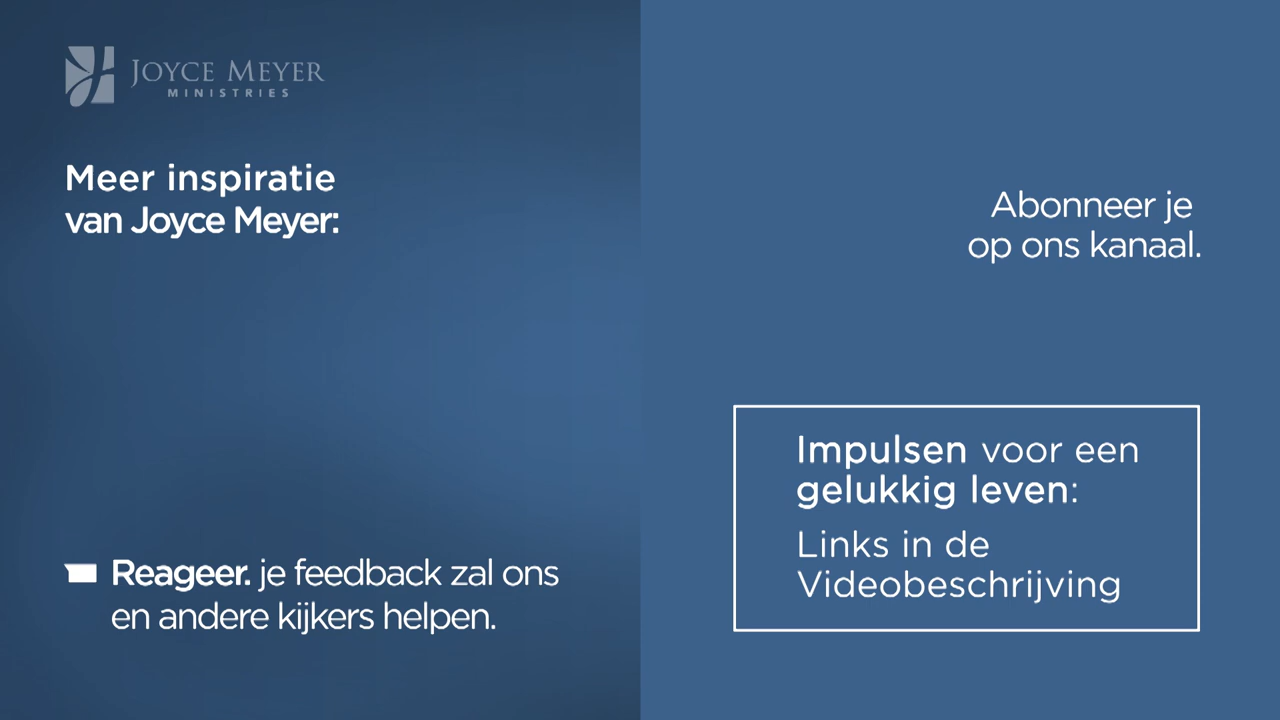 JOYCE MEYER
MINISTRIES
Meer inspiratie
van Joyce Meyer:
Reageer. je feedback zal ons
en andere kijkers helpen.
Abonneer je
op ons kanaal.
Impulsen voor een
gelukkig leven:
Links in de
Videobeschrijving